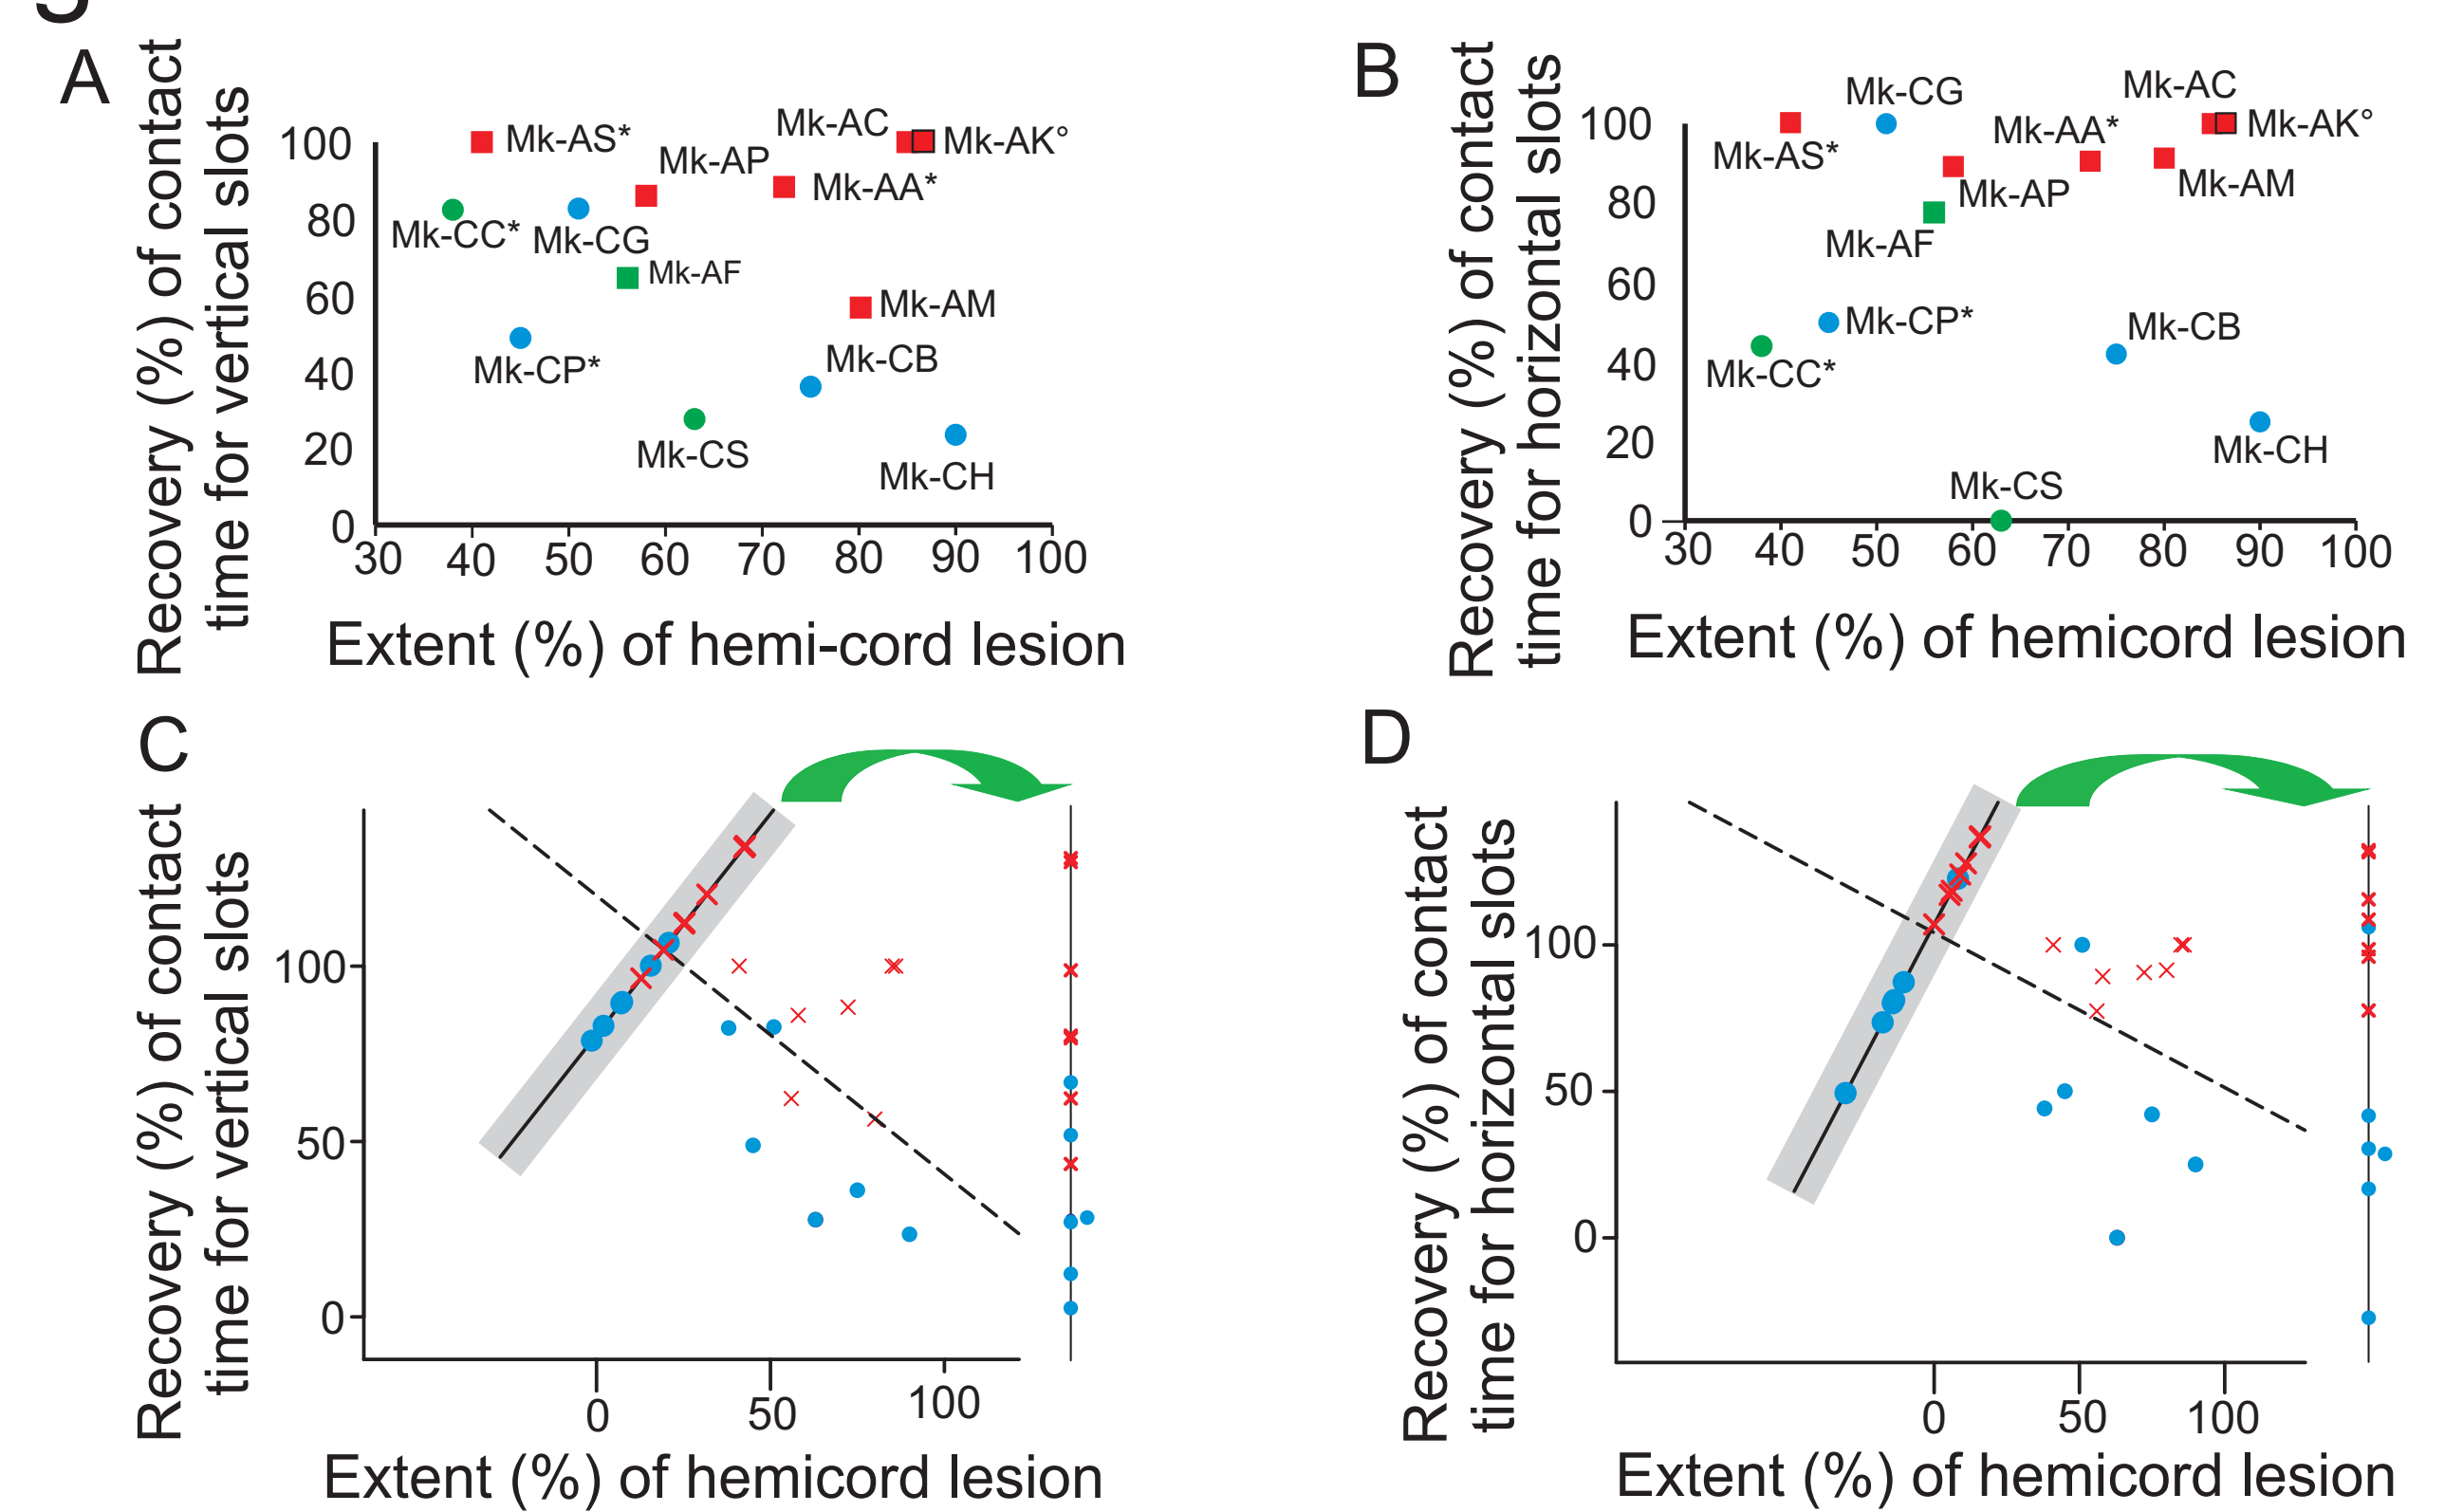 A
Recovery (%) of contact
time for vertical slots
100
80
60
40
20
0
30 40 50 60 70 80 90 100
Mk-AS*
Mk-AC
Mk-AK°
Mk-AP
Mk-AA*
Mk-CC*
Mk-CG
Mk-AF
Mk-AM
Mk-CP*
Mk-CB
Mk-CS
Mk-CH
Extent (%) of hemi-cord lesion
B
Recovery (%) of contact
time for horizontal slots
100
80
60
40
20
0
30 40 50 60 70 80 90 100
Mk-CG
Mk-AC
Mk-AS*
Mk-AA*
Mk-AK°
Mk-AP
Mk-AM
Mk-AF
Mk-CP*
Mk-CB
Mk-CC*
Mk-CH
Mk-CS
Extent (%) of hemicord lesion
C
Recovery (%) of contact
time for vertical slots
100
50
0
0 50 100
Extent (%) of hemicord lesion
D
Recovery (%) of contact
time for horizontal slots
100
50
0
0 50 100
Extent (%) of hemicord lesion